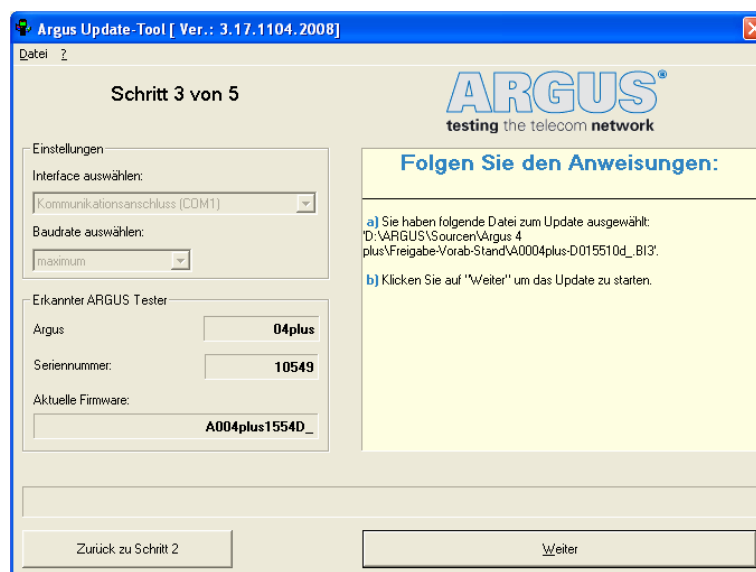 Argus Update-Tool [ Ver.: 3.17.1104.2008]
Datei ?
Schritt 3 von 5
ARGUS®
testing the telecom network
Einstellungen
Interface auswählen:
Kommunikationsanschluss (COM1)
Baudrate auswählen:
maximum
Erkannter ARGUS Tester
Argus
04plus
Seriennummer:
10549
Aktuelle Firmware:
A004plus1554D_
Folgen Sie den Anweisungen:
a) Sie haben folgende Datei zum Update ausgewählt:
'D:\ARGUS\Sourcen\Argus 4
plus\Freigabe-Vorab-Stand\A0004plus-D015510d_.BI3'.
b) Klicken Sie auf "Weiter" um das Update zu starten.
Zurück zu Schritt 2
Weiter